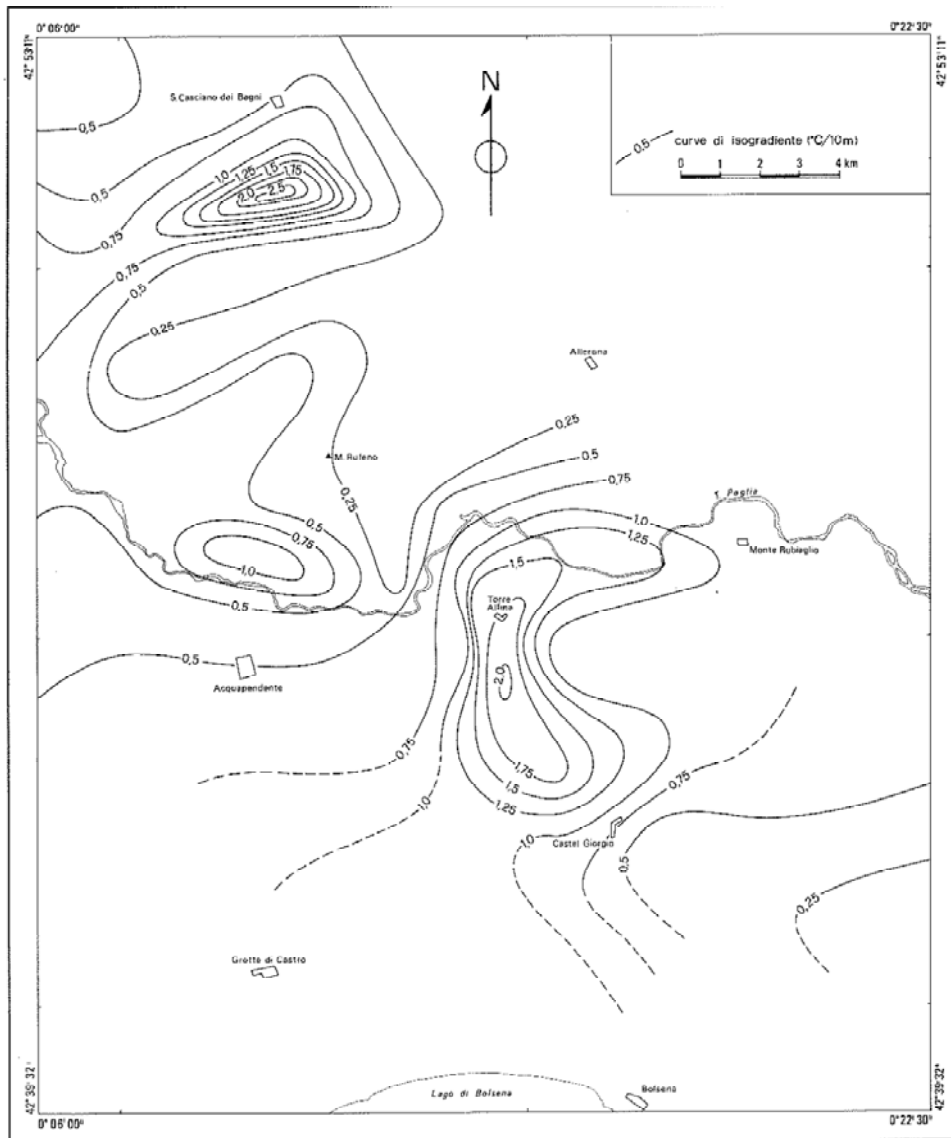 0° 06' 00"
0° 22' 30"
42° 53' 11"
42° 53' 11"
N
S. Casciano dei Bagni
curve di isogradiente (°C/10m)
0,5
0 1 2 3 4 km
0,5
1,0
1,25
1,5
1,75
2,0
2,5
0,5
0,75
0,75
0,5
0,25
Allerona
0,25
M. Rufeno
0,5
0,75
0,25
T. Paglia
0,5
1,0
1,25
Monte Rubiaglio
0,75
1,5
1,0
Torre Alfina
0,5
0,5
Acquapendente
2,0
0,75
1,75
0,75
1,5
1,0
1,25
1,0
Castel Giorgio
0,5
0,25
Grotte di Castro
Bolsena
Lago di Bolsena
42° 39' 32"
42° 39' 32"
0° 06' 00"
0° 22' 30"